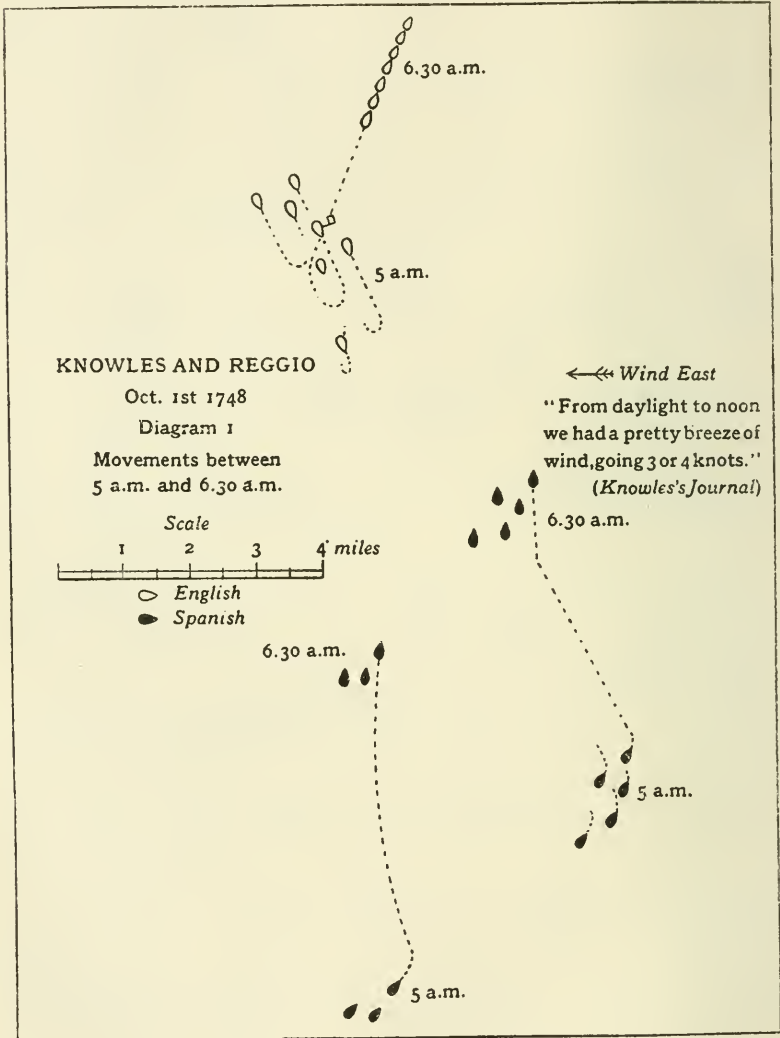 6.30 a.m.
5 a.m.
KNOWLES AND REGGIO
Oct. 1st 1748
Diagram 1
Movements between
5 a.m. and 6.30 a.m.
Scale
1 2 3 4 miles
English
Spanish
Wind East
"From daylight to noon
we had a pretty breeze of
wind, going 3 or 4 knots."
(Knowles's Journal)
6.30 a.m.
6.30 a.m.
5 a.m.
5 a.m.